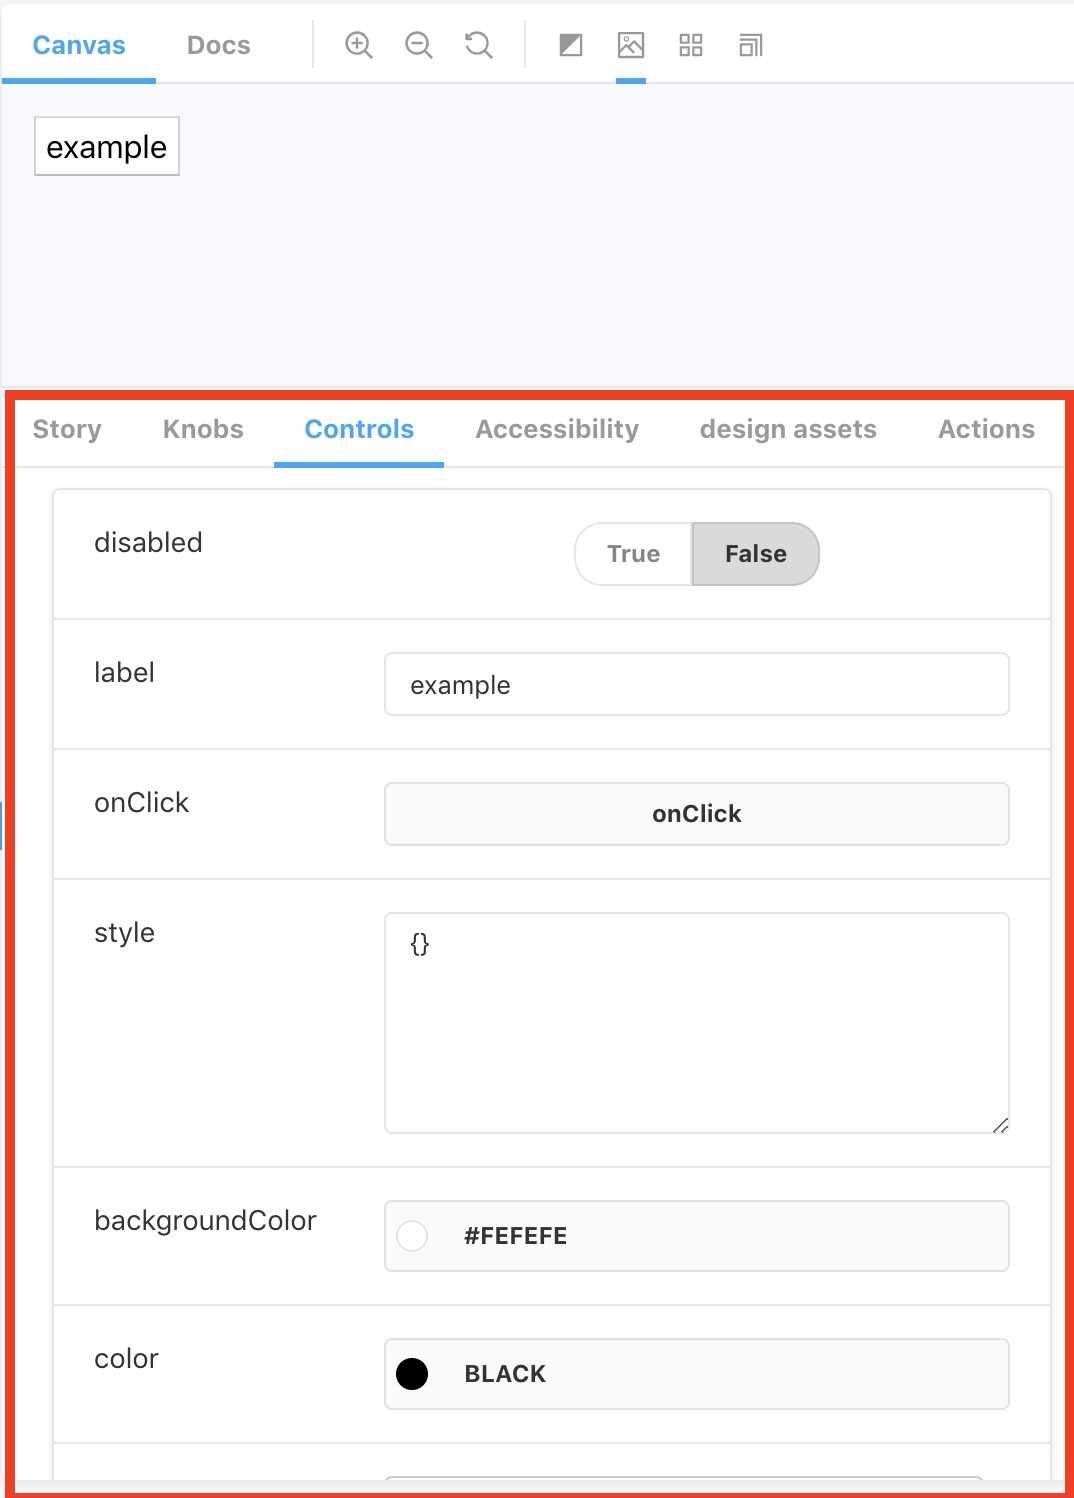 Canvas Docs
example
Story Knobs Controls Accessibility design assets Actions
disabled True False
label example
onClick onClick
style {}
backgroundColor #FEFEFE
color BLACK